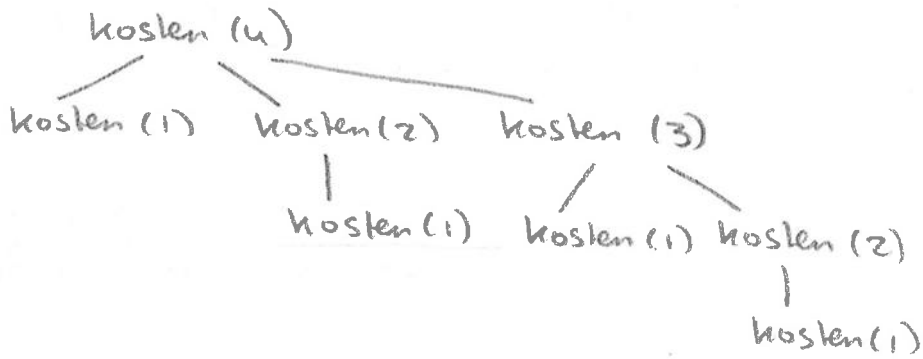 kosten (4)
kosten (1) kosten (2) kosten (3)
kosten (1) kosten (1) kosten (2)
kosten (1)